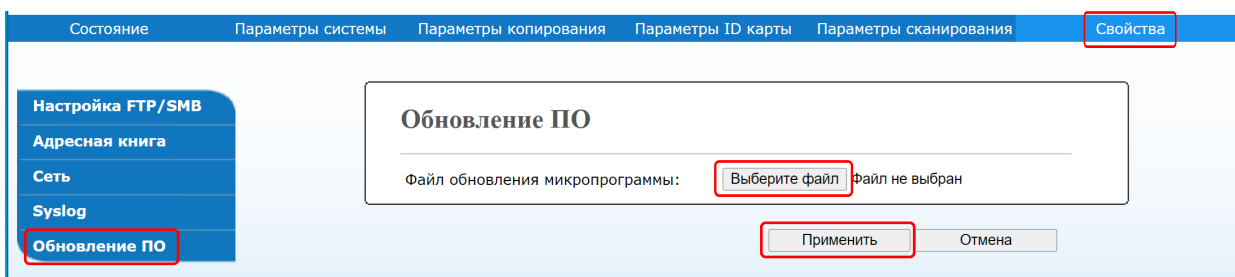 Состояние Параметры системы Параметры копирования Параметры ID карты Параметры сканирования Свойства
Настройка FTP/SMB
Адресная книга
Сеть
Syslog
Обновление ПО
Обновление ПО
Файл обновления микропрограммы: Выберите файл Файл не выбран
Применить Отмена